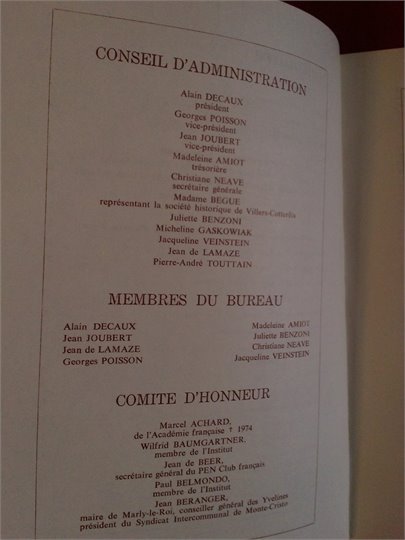 CONSEIL D'ADMINISTRATION
Alain DECAUX
président
Georges POISSON
vice-président
Jean JOUBERT
vice-président
Madeleine AMIOT
trésorière
Christiane NEAVE
secrétaire générale
Madame BEGUE
représentant la société historique de Villers-Cotterêts
Juliette BENZONI
Micheline GASKOWIAK
Jacqueline VEINSTEIN
Jean de LAMAZE
Pierre-André TOUTTAIN
MEMBRES DU BUREAU
Alain DECAUX
Jean JOUBERT
Jean de LAMAZE
Georges POISSON
Madeleine AMIOT
Juliette BENZONI
Christiane NEAVE
Jacqueline VEINSTEIN
COMITE D'HONNEUR
Marcel ACHARD,
de l'Académie française † 1974
Wilfrid BAUMGARTNER,
membre de l'Institut
Jean de BEER,
secrétaire général du PEN Club français
Paul BELMONDO,
membre de l'Institut
Jean BERANGER,
maire de Marly-le-Roi, conseiller général des Yvelines
président du Syndicat Intercommunal de Monte-Cristo